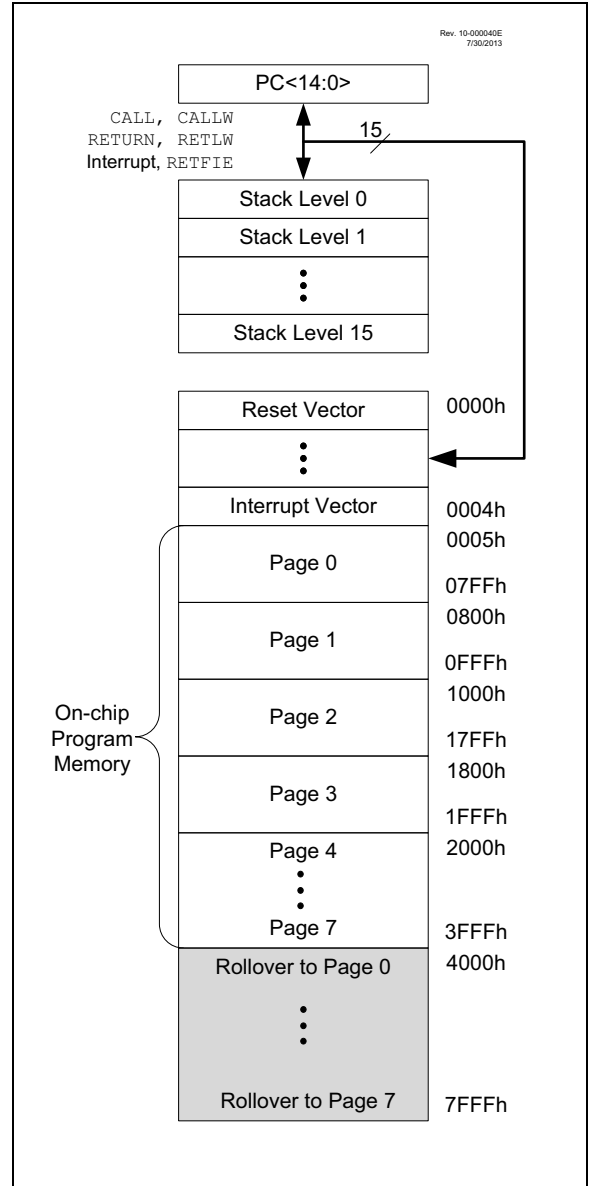 Rev. 10-000040E
7/30/2013
PC<14:0>
CALL, CALLW
RETURN, RETLW
Interrupt, RETFIE
15
Stack Level 0
Stack Level 1
Stack Level 15
Reset Vector
0000h
Interrupt Vector
0004h
0005h
Page 0
07FFh
0800h
Page 1
0FFFh
1000h
Page 2
17FFh
1800h
Page 3
1FFFh
On-chip
Program
Memory
Page 4
2000h
Page 7
3FFFh
Rollover to Page 0
4000h
Rollover to Page 7
7FFFh